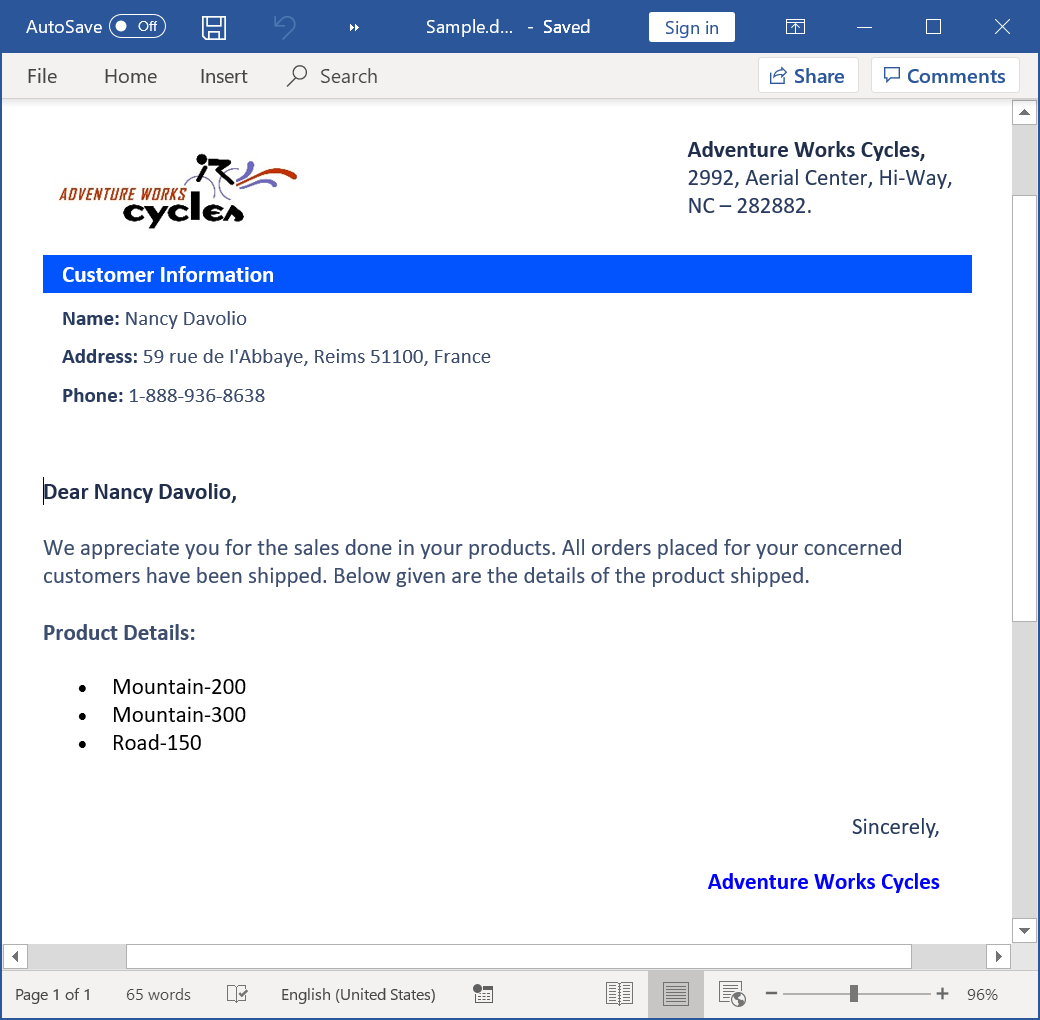 AutoSave Off Sample.d... - Saved Sign in
File Home Insert Search Share Comments
ADVENTURE WORKS
cycles
Adventure Works Cycles,
2992, Aerial Center, Hi-Way,
NC – 282882.
Customer Information
Name: Nancy Davolio
Address: 59 rue de I'Abbaye, Reims 51100, France
Phone: 1-888-936-8638
Dear Nancy Davolio,
We appreciate you for the sales done in your products. All orders placed for your concerned
customers have been shipped. Below given are the details of the product shipped.
Product Details:
• Mountain-200
• Mountain-300
• Road-150
Sincerely,
Adventure Works Cycles
Page 1 of 1 65 words English (United States) 96%